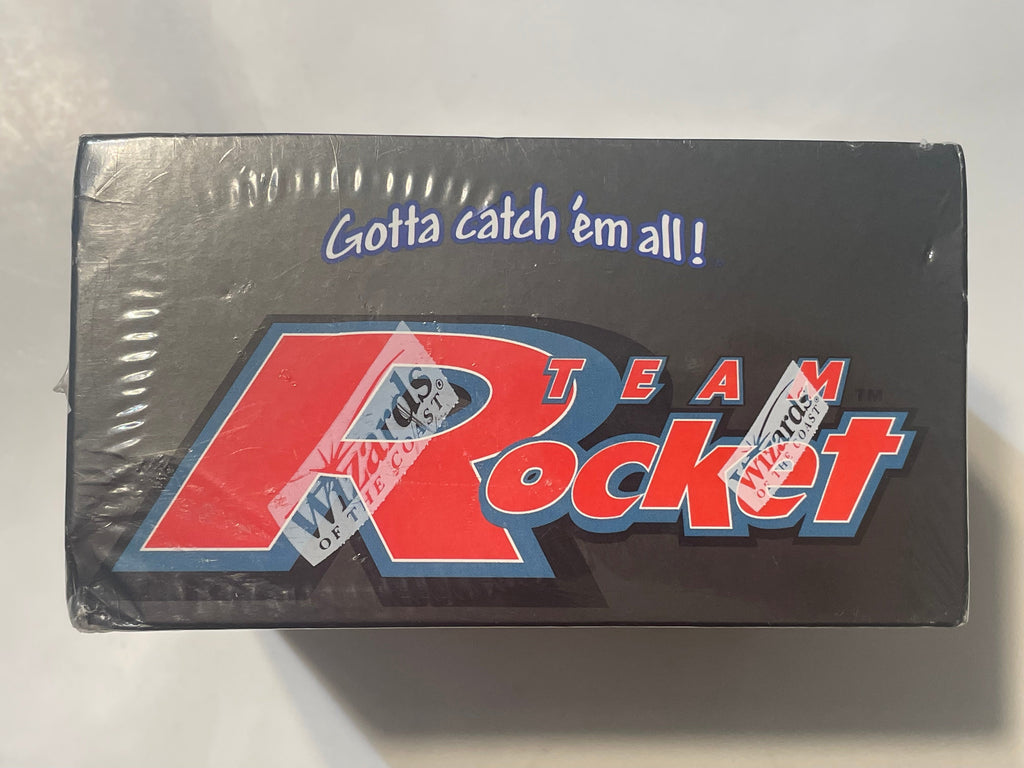 Gotta catch 'em all!
TEAM ™
Rocket
Wizards
OF THE COAST®
Wizards
OF THE COAST®